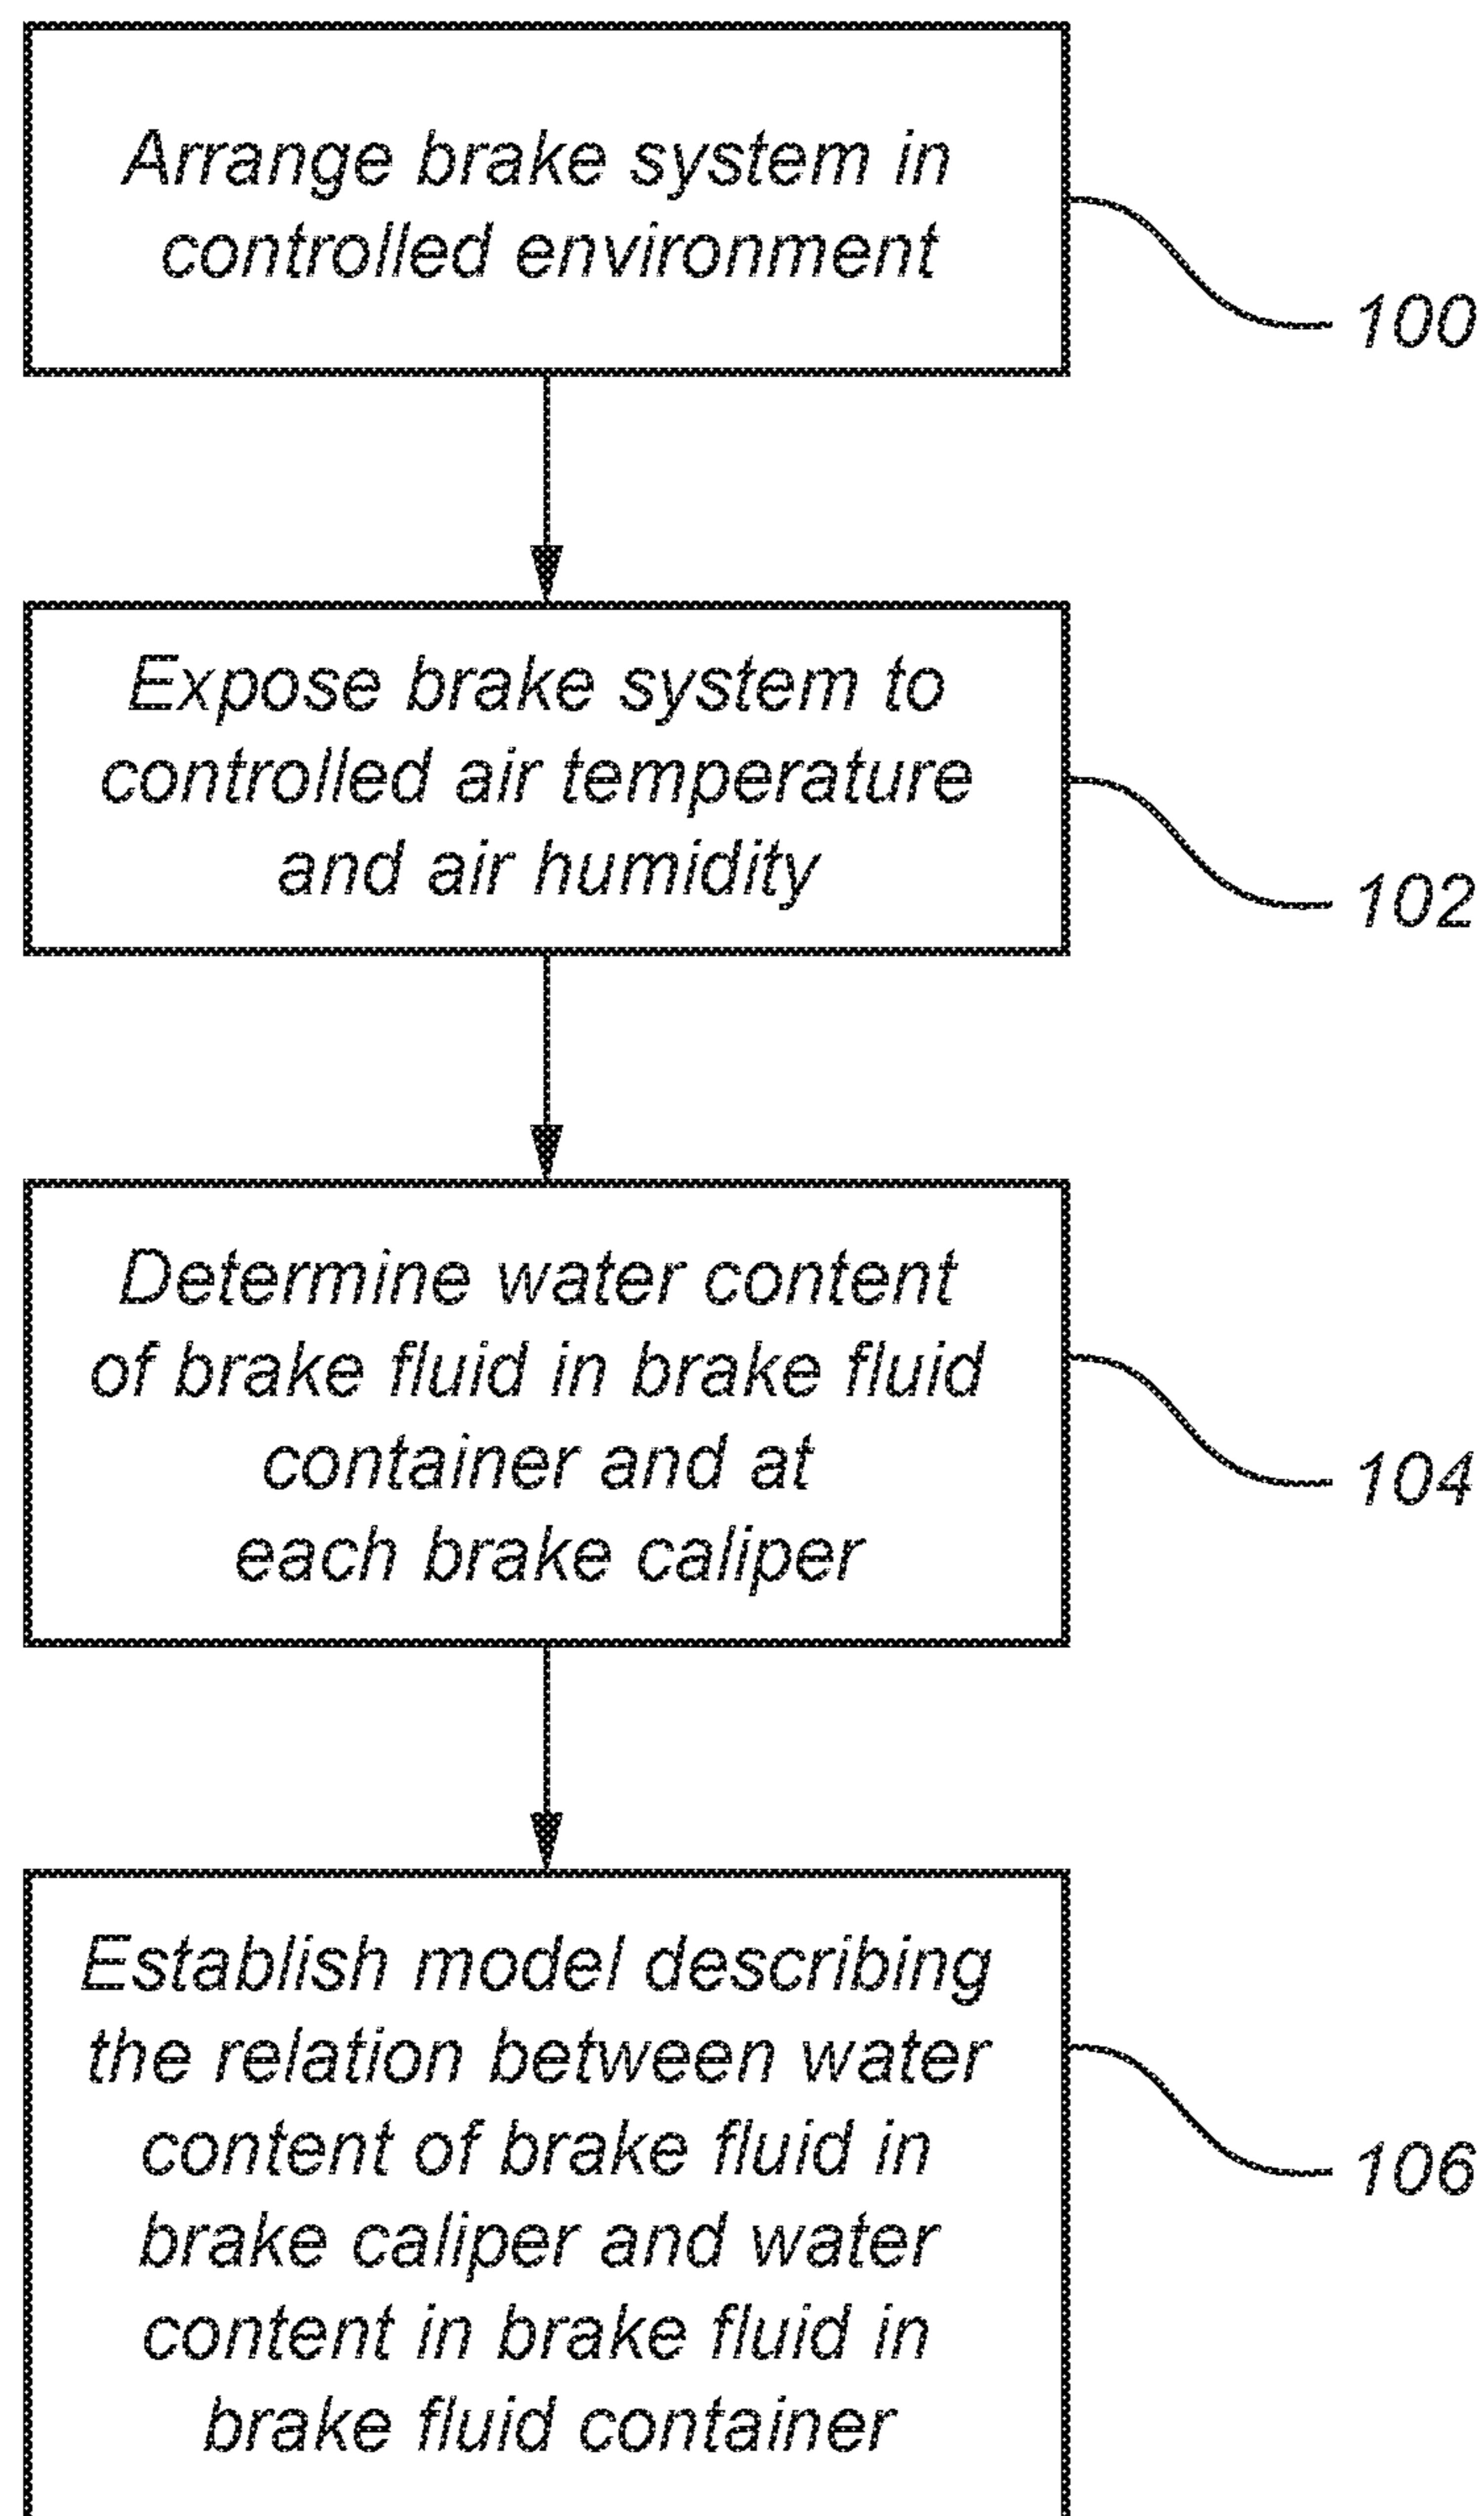 Arrange brake system in
controlled environment
100
Expose brake system to
controlled air temperature
and air humidity
102
Determine water content
of brake fluid in brake fluid
container and at
each brake caliper
104
Establish model describing
the relation between water
content of brake fluid in
brake caliper and water
content in brake fluid in
brake fluid container
106